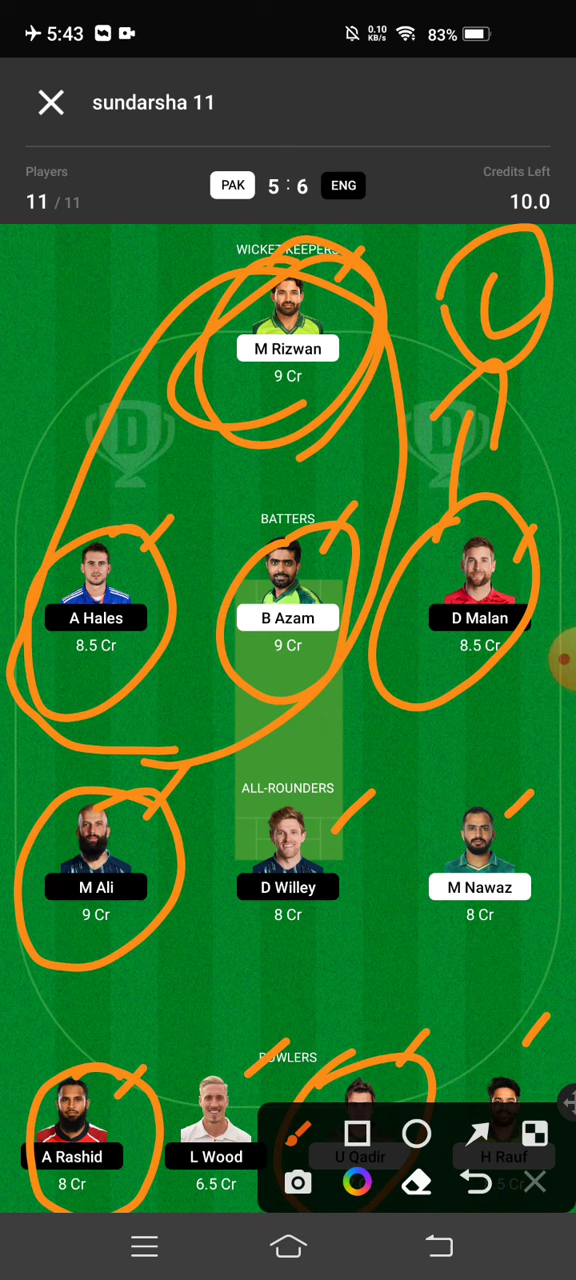 5:43
0.10
KB/s
83%
sundarsha 11
Players
Credits Left
11 / 11
PAK 5 : 6 ENG
10.0
WICKET KEEPERS
M Rizwan
9 Cr
BATTERS
A Hales B Azam D Malan
8.5 Cr 9 Cr 8.5 Cr
ALL-ROUNDERS
M Ali D Willey M Nawaz
9 Cr 8 Cr 8 Cr
BOWLERS
A Rashid L Wood U Qadir H Rauf
8 Cr 6.5 Cr